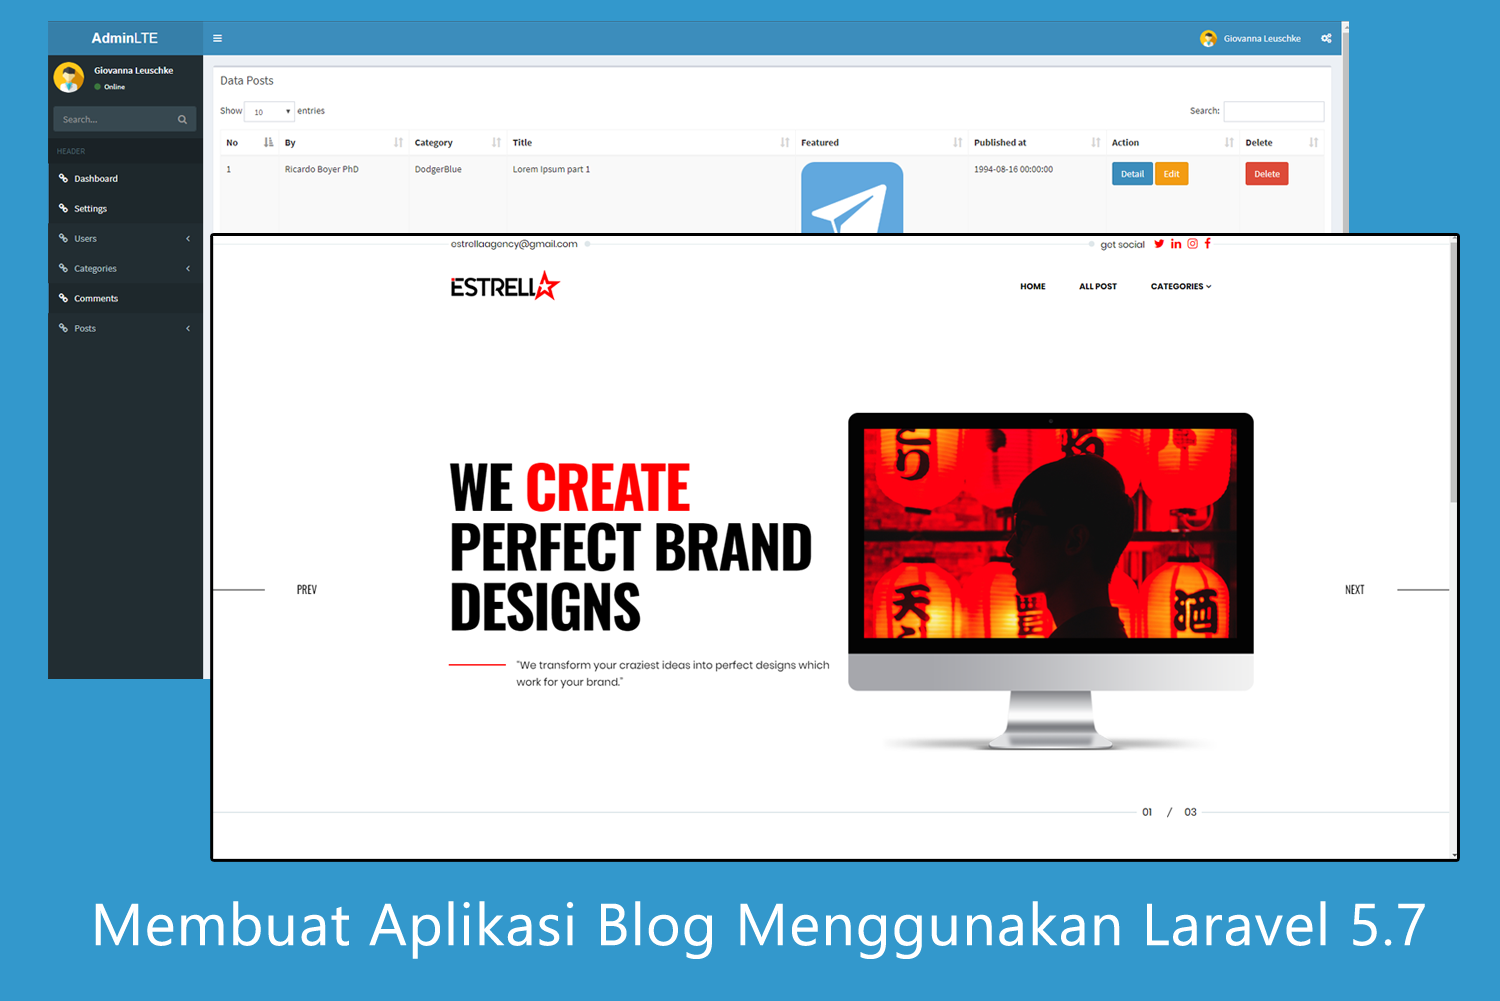 AdminLTE
Giovanna Leuschke
Giovanna Leuschke
Online
Search...
HEADER
Dashboard
Settings
Users
Categories
Comments
Posts
Data Posts
Show 10 entries
Search:
No By Category Title Featured Published at Action Delete
1 Ricardo Boyer PhD DodgerBlue Lorem Ipsum part 1 1994-08-16 00:00:00 Detail Edit Delete
estrellaagency@gmail.com
got social
ESTRELLA
HOME ALL POST CATEGORIES
WE CREATE
PERFECT BRAND
DESIGNS
PREV
NEXT
"We transform your craziest ideas into perfect designs which
work for your brand."
天
酒
01 / 03
Membuat Aplikasi Blog Menggunakan Laravel 5.7